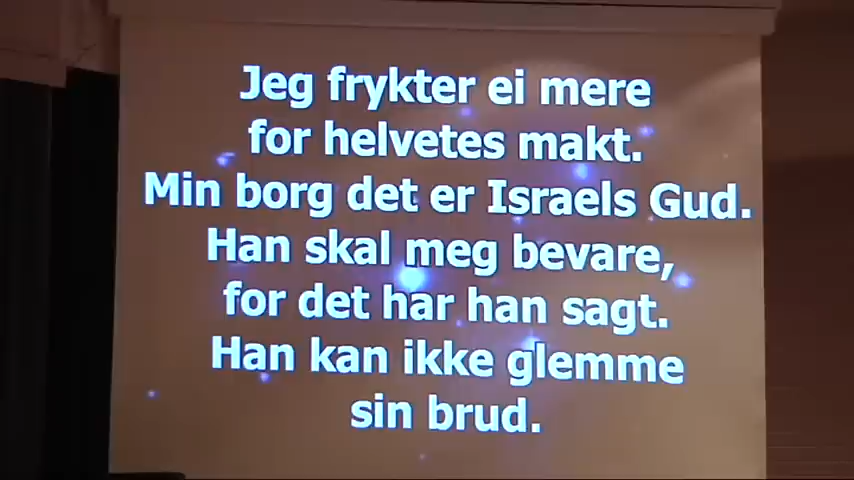 Jeg frykter ei mere
for helvetes makt.
Min borg det er Israels Gud.
Han skal meg bevare,
for det har han sagt.
Han kan ikke glemme
sin brud.